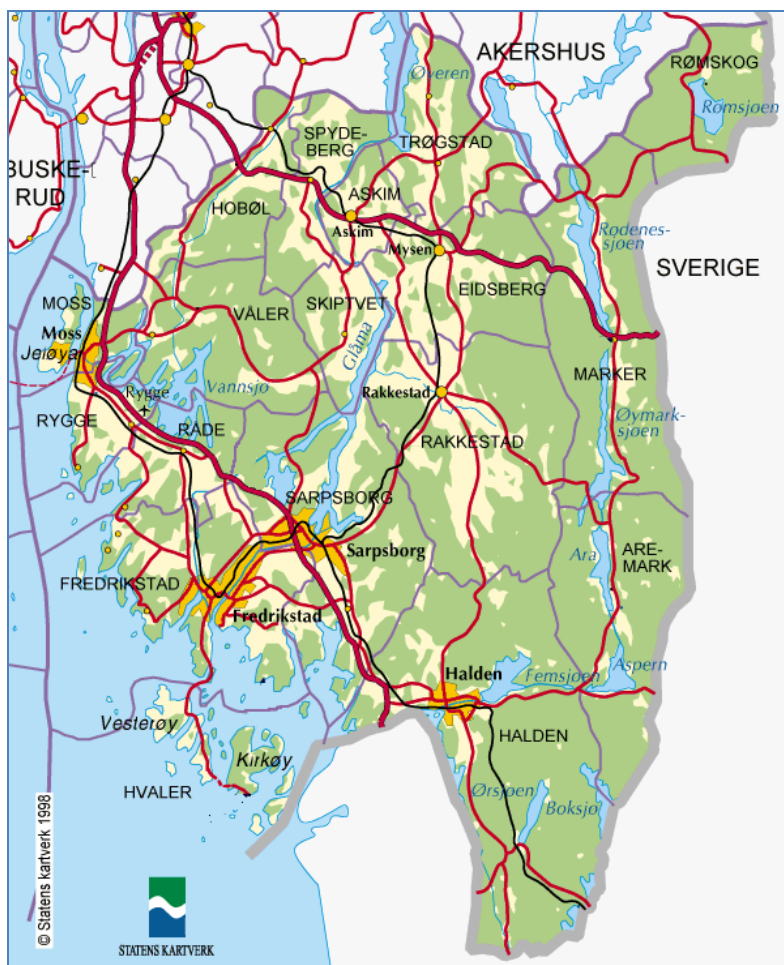 AKERSHUS
RØMSKOG
Øyeren
Rømsjøen
SPYDE-
BERG
TRØGSTAD
BUSKE-
RUD
ASKIM
Askim
HOBØL
Mysen
Rødenes-
sjøen
SVERIGE
EIDSBERG
MOSS
Moss
Jeløya
VÅLER
SKIPTVET
Glåma
MARKER
Vannsjø
Rygge
Rakkestad
RYGGE
RÅDE
RAKKESTAD
Øymark-
sjøen
SARPSBORG
Sarpsborg
Ara
ARE-
MARK
FREDRIKSTAD
Fredrikstad
Halden
Femsjøen
Aspern
Vesterøy
HALDEN
Kirkøy
HVALER
Ørsjøen
Boksjø
© Statens kartverk 1998
STATENS KARTVERK